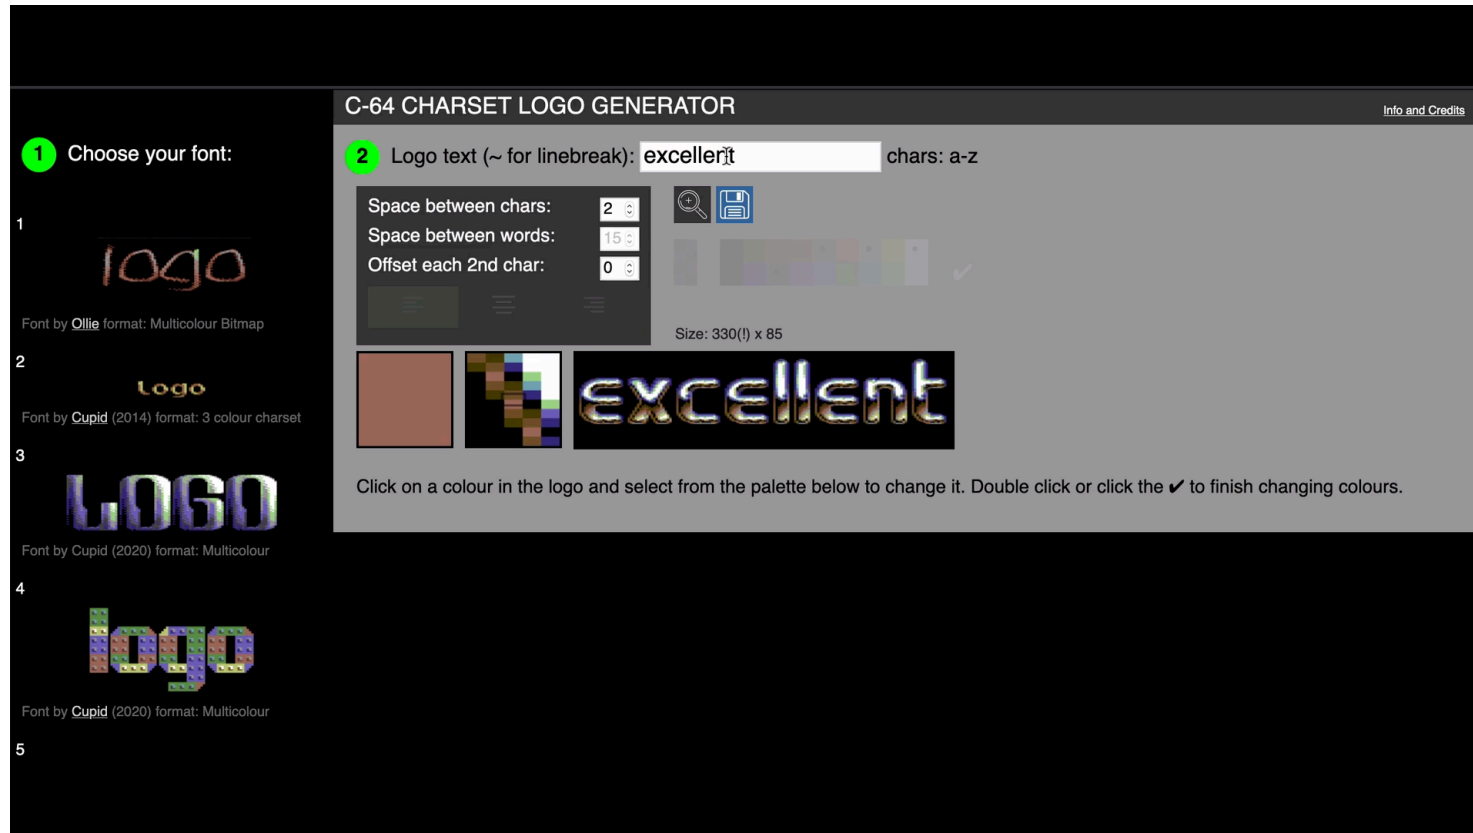 C-64 CHARSET LOGO GENERATOR
Info and Credits
1 Choose your font:
1
logo
Font by Ollie format: Multicolour Bitmap
2
Logo
Font by Cupid (2014) format: 3 colour charset
3
LOGO
Font by Cupid (2020) format: Multicolour
4
logo
Font by Cupid (2020) format: Multicolour
5
2 Logo text (~ for linebreak): excellent chars: a-z
Space between chars: 2
Space between words: 15
Offset each 2nd char: 0
Size: 330(!) x 85
excellent
Click on a colour in the logo and select from the palette below to change it. Double click or click the ✔ to finish changing colours.